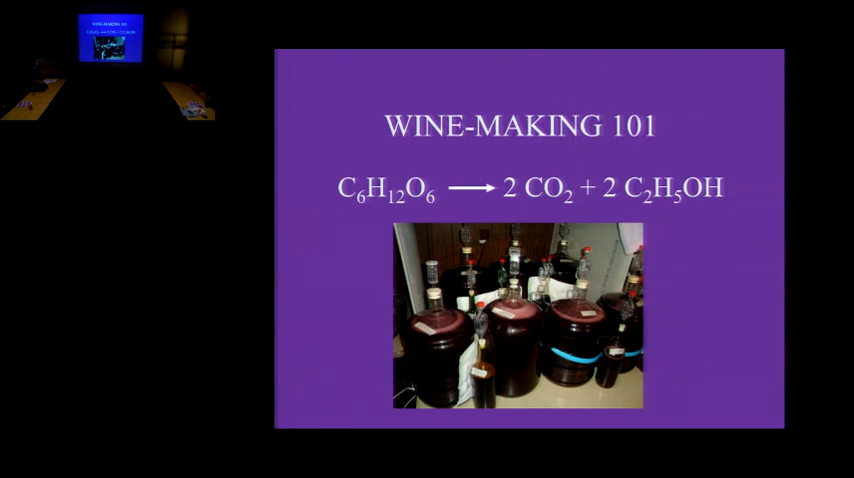 WINE-MAKING 101
C₆H₁₂O₆ ⟶ 2 CO₂ + 2 C₂H₅OH